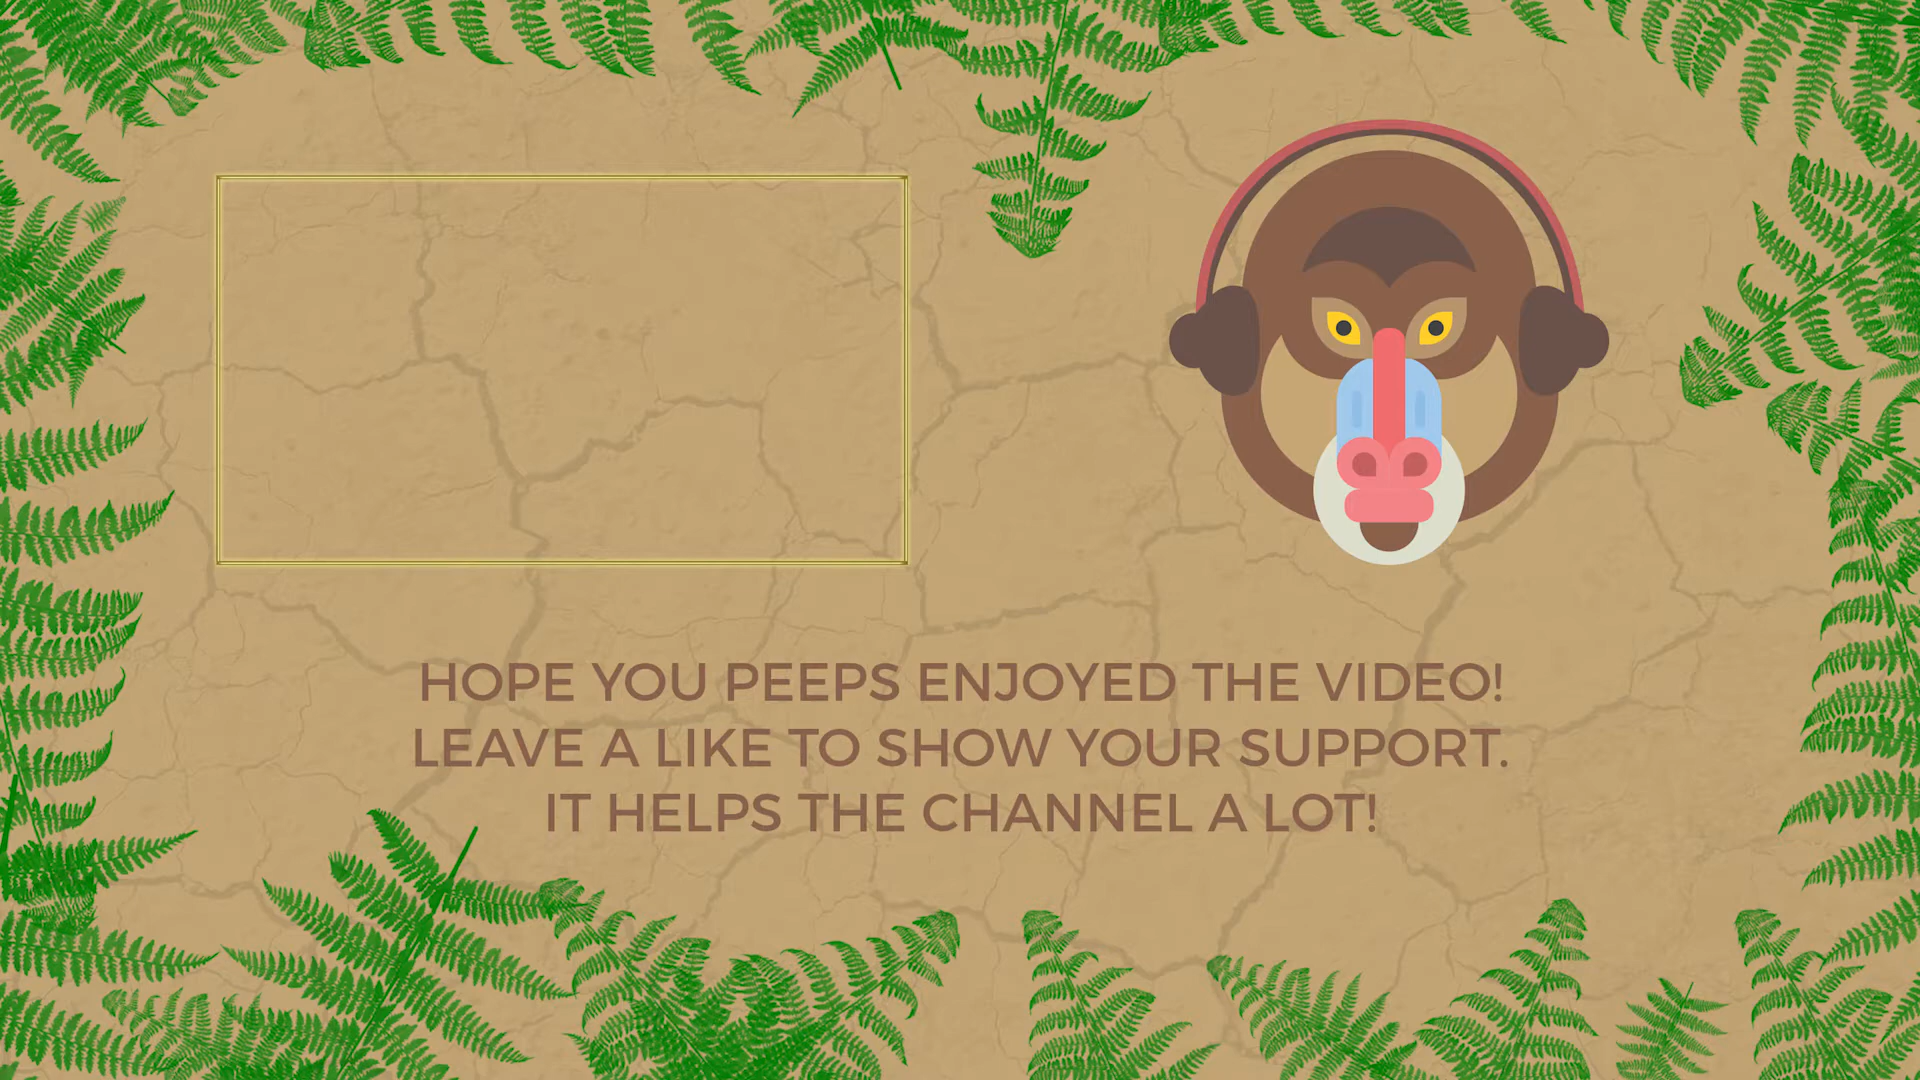 HOPE YOU PEEPS ENJOYED THE VIDEO!
LEAVE A LIKE TO SHOW YOUR SUPPORT.
IT HELPS THE CHANNEL A LOT!